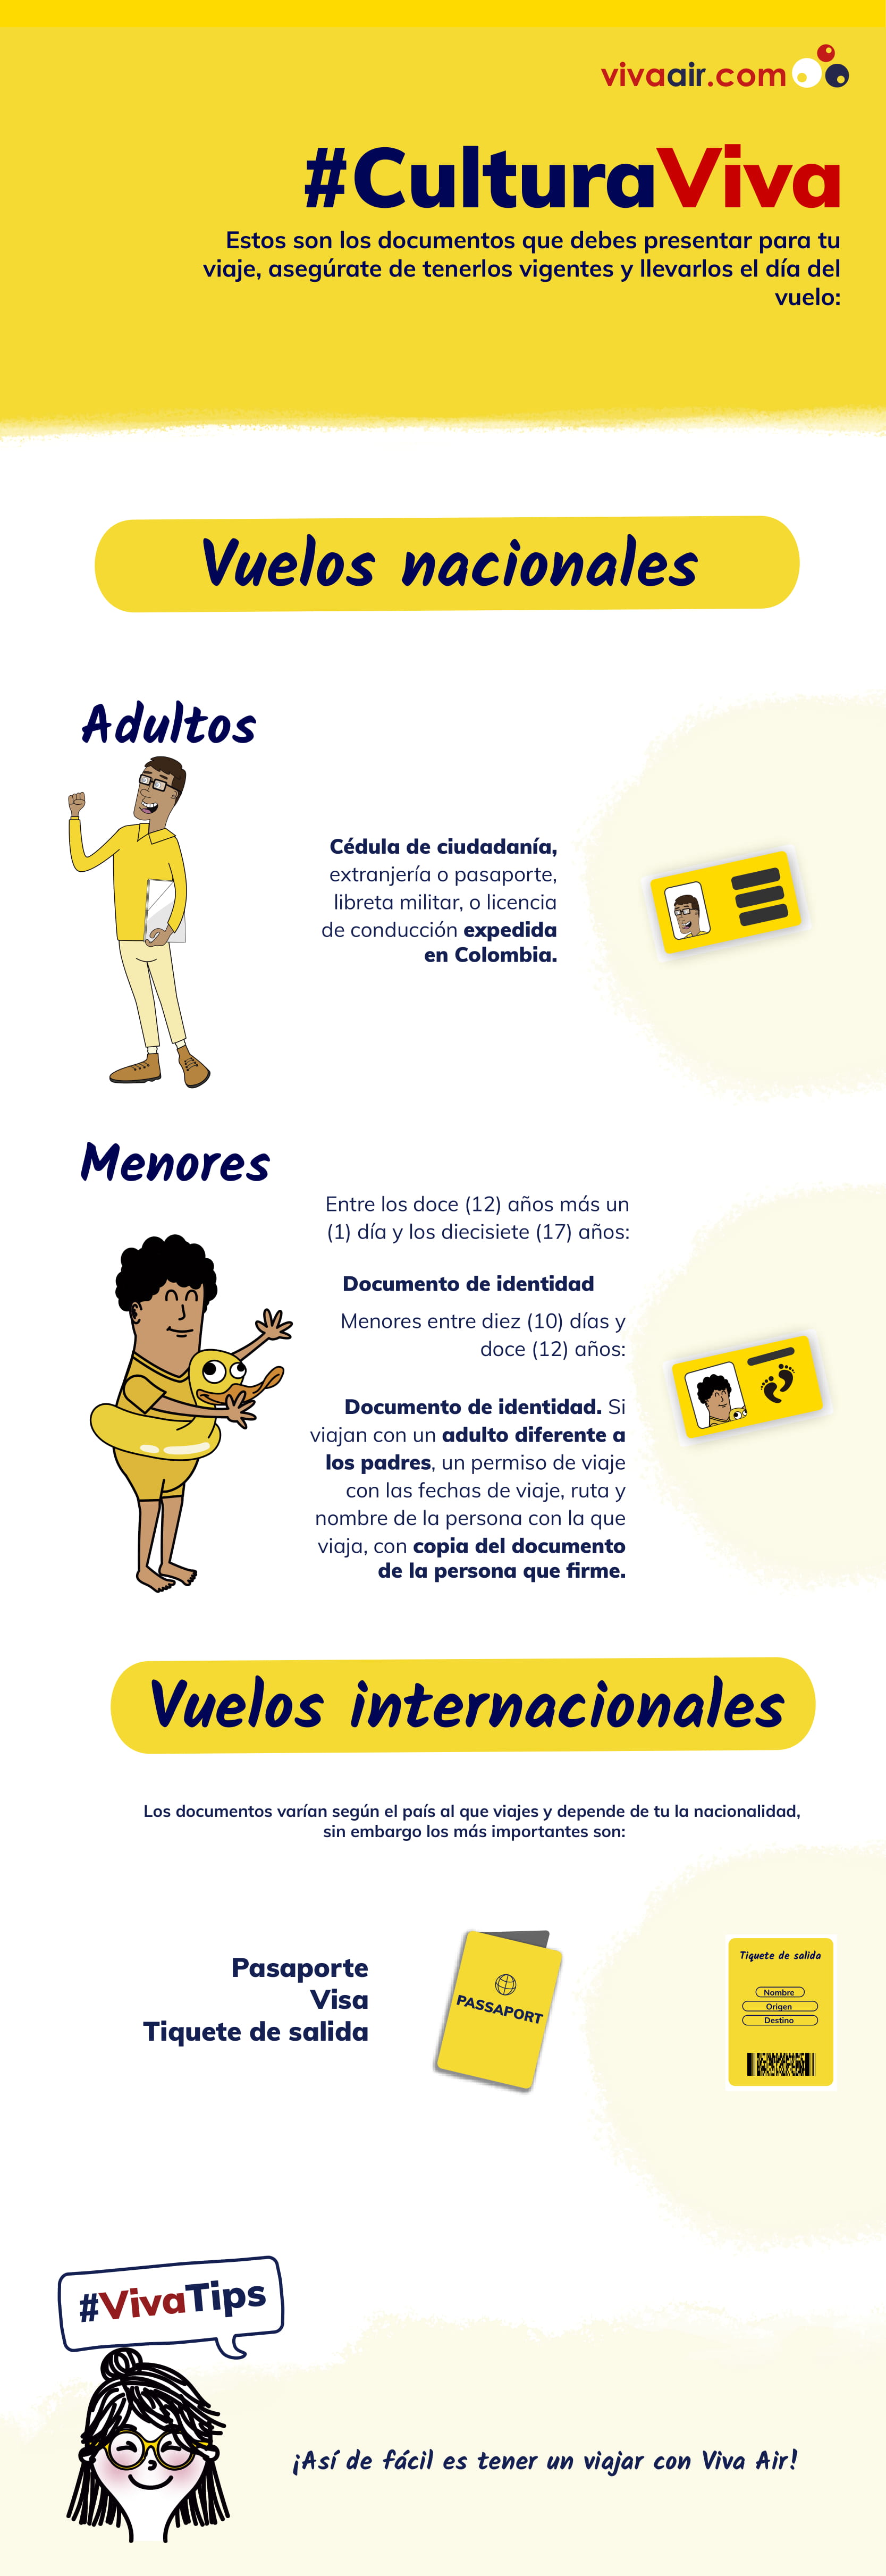 vivaair.com
#CulturaViva
Estos son los documentos que debes presentar para tu
viaje, asegúrate de tenerlos vigentes y llevarlos el día del
vuelo:
Vuelos nacionales
Adultos
Cédula de ciudadanía,
extranjería o pasaporte,
libreta militar, o licencia
de conducción expedida
en Colombia.
Menores
Entre los doce (12) años más un
(1) día y los diecisiete (17) años:
Documento de identidad
Menores entre diez (10) días y
doce (12) años:
Documento de identidad. Si
viajan con un adulto diferente a
los padres, un permiso de viaje
con las fechas de viaje, ruta y
nombre de la persona con la que
viaja, con copia del documento
de la persona que firme.
Vuelos internacionales
Los documentos varían según el país al que viajes y depende de tu la nacionalidad,
sin embargo los más importantes son:
Pasaporte
Visa
Tiquete de salida
PASSAPORT
Tiquete de salida
Nombre
Origen
Destino
#VivaTips
¡Así de fácil es tener un viajar con Viva Air!